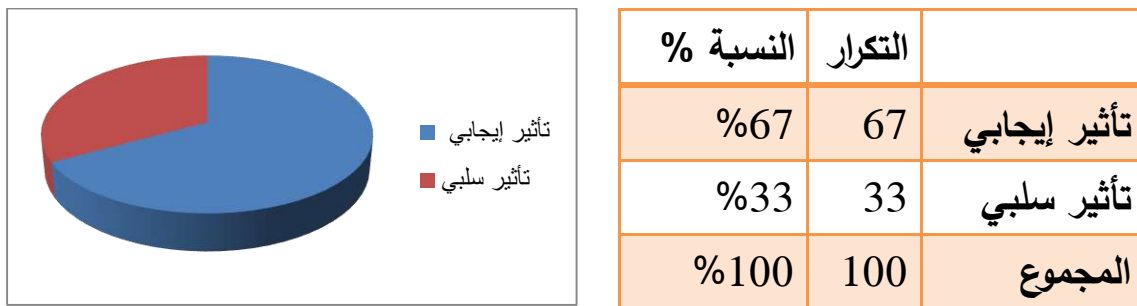 التكرار النسبة %
تأثير إيجابي 67 67%
تأثير سلبي 33 33%
المجموع 100 100%
تأثير إيجابي
تأثير سلبي